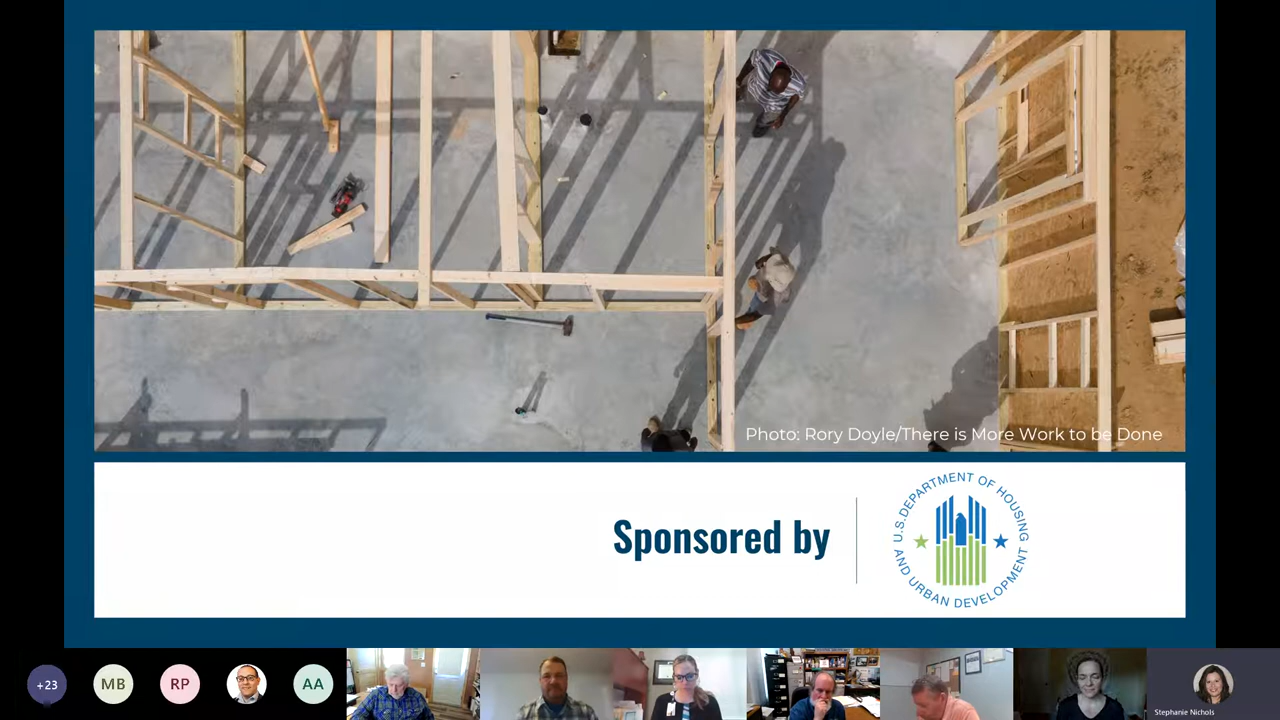 Photo: Rory Doyle/There is More Work to be Done
Sponsored by
U.S. DEPARTMENT OF HOUSING
AND URBAN DEVELOPMENT
+23
MB
RP
AA
Stephanie Nichols